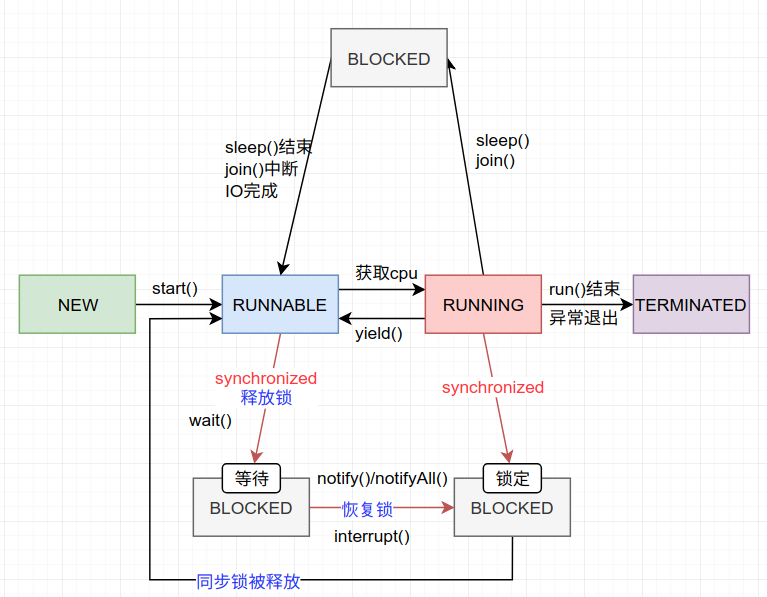 BLOCKED
sleep()结束
join()中断
IO完成
sleep()
join()
NEW
start()
RUNNABLE
获取cpu
yield()
RUNNING
run()结束
异常退出
TERMINATED
synchronized
释放锁
wait()
synchronized
等待
BLOCKED
notify()/notifyAll()
恢复锁
interrupt()
锁定
BLOCKED
同步锁被释放